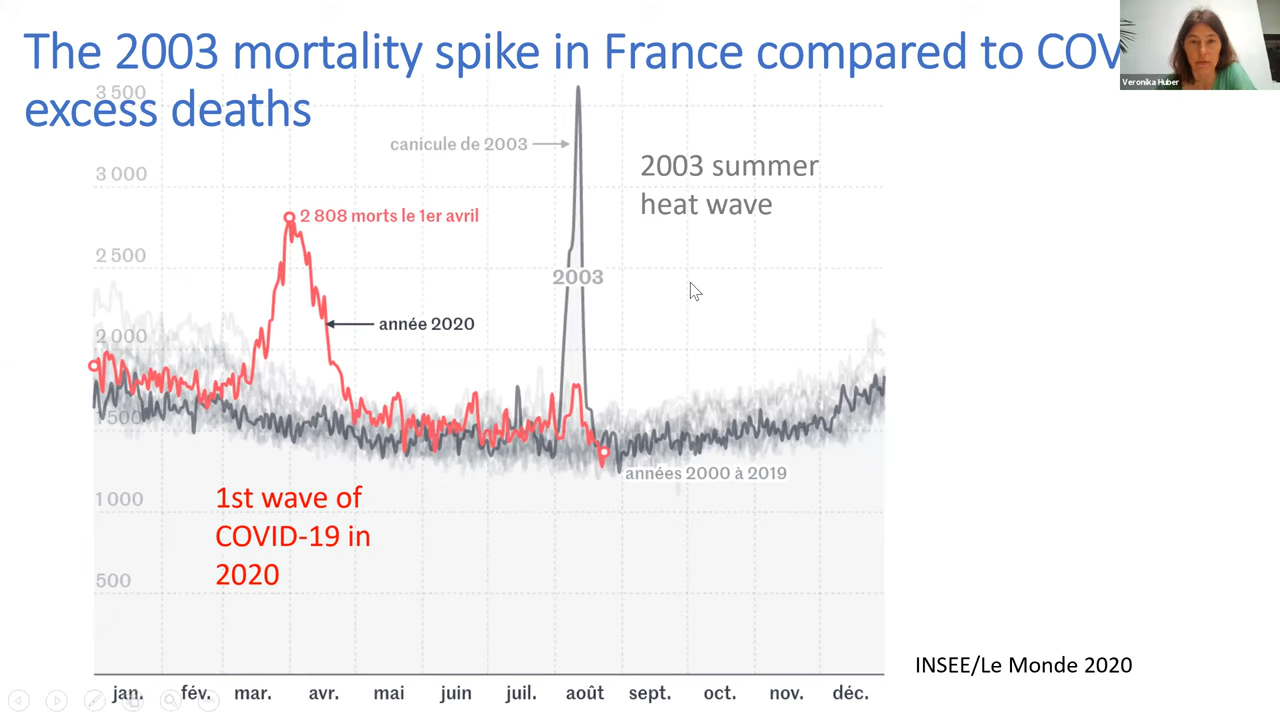 The 2003 mortality spike in France compared to COV
excess deaths
Veronika Huber
3 500
canicule de 2003
2003 summer
heat wave
3 000
2 808 morts le 1er avril
2 500
2003
année 2020
2 000
1 500
années 2000 à 2019
1st wave of
COVID-19 in
2020
1 000
500
INSEE/Le Monde 2020
jan. fév. mar. avr. mai juin juil. août sept. oct. nov. déc.